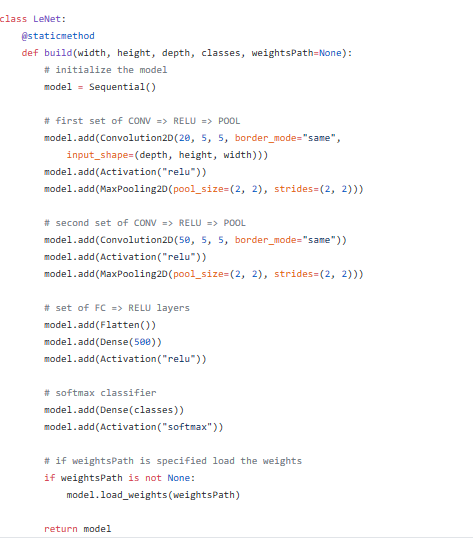 class LeNet:
    @staticmethod
    def build(width, height, depth, classes, weightsPath=None):
        # initialize the model
        model = Sequential()

        # first set of CONV => RELU => POOL
        model.add(Convolution2D(20, 5, 5, border_mode="same",
            input_shape=(depth, height, width)))
        model.add(Activation("relu"))
        model.add(MaxPooling2D(pool_size=(2, 2), strides=(2, 2)))

        # second set of CONV => RELU => POOL
        model.add(Convolution2D(50, 5, 5, border_mode="same"))
        model.add(Activation("relu"))
        model.add(MaxPooling2D(pool_size=(2, 2), strides=(2, 2)))

        # set of FC => RELU layers
        model.add(Flatten())
        model.add(Dense(500))
        model.add(Activation("relu"))

        # softmax classifier
        model.add(Dense(classes))
        model.add(Activation("softmax"))

        # if weightsPath is specified load the weights
        if weightsPath is not None:
            model.load_weights(weightsPath)

        return model